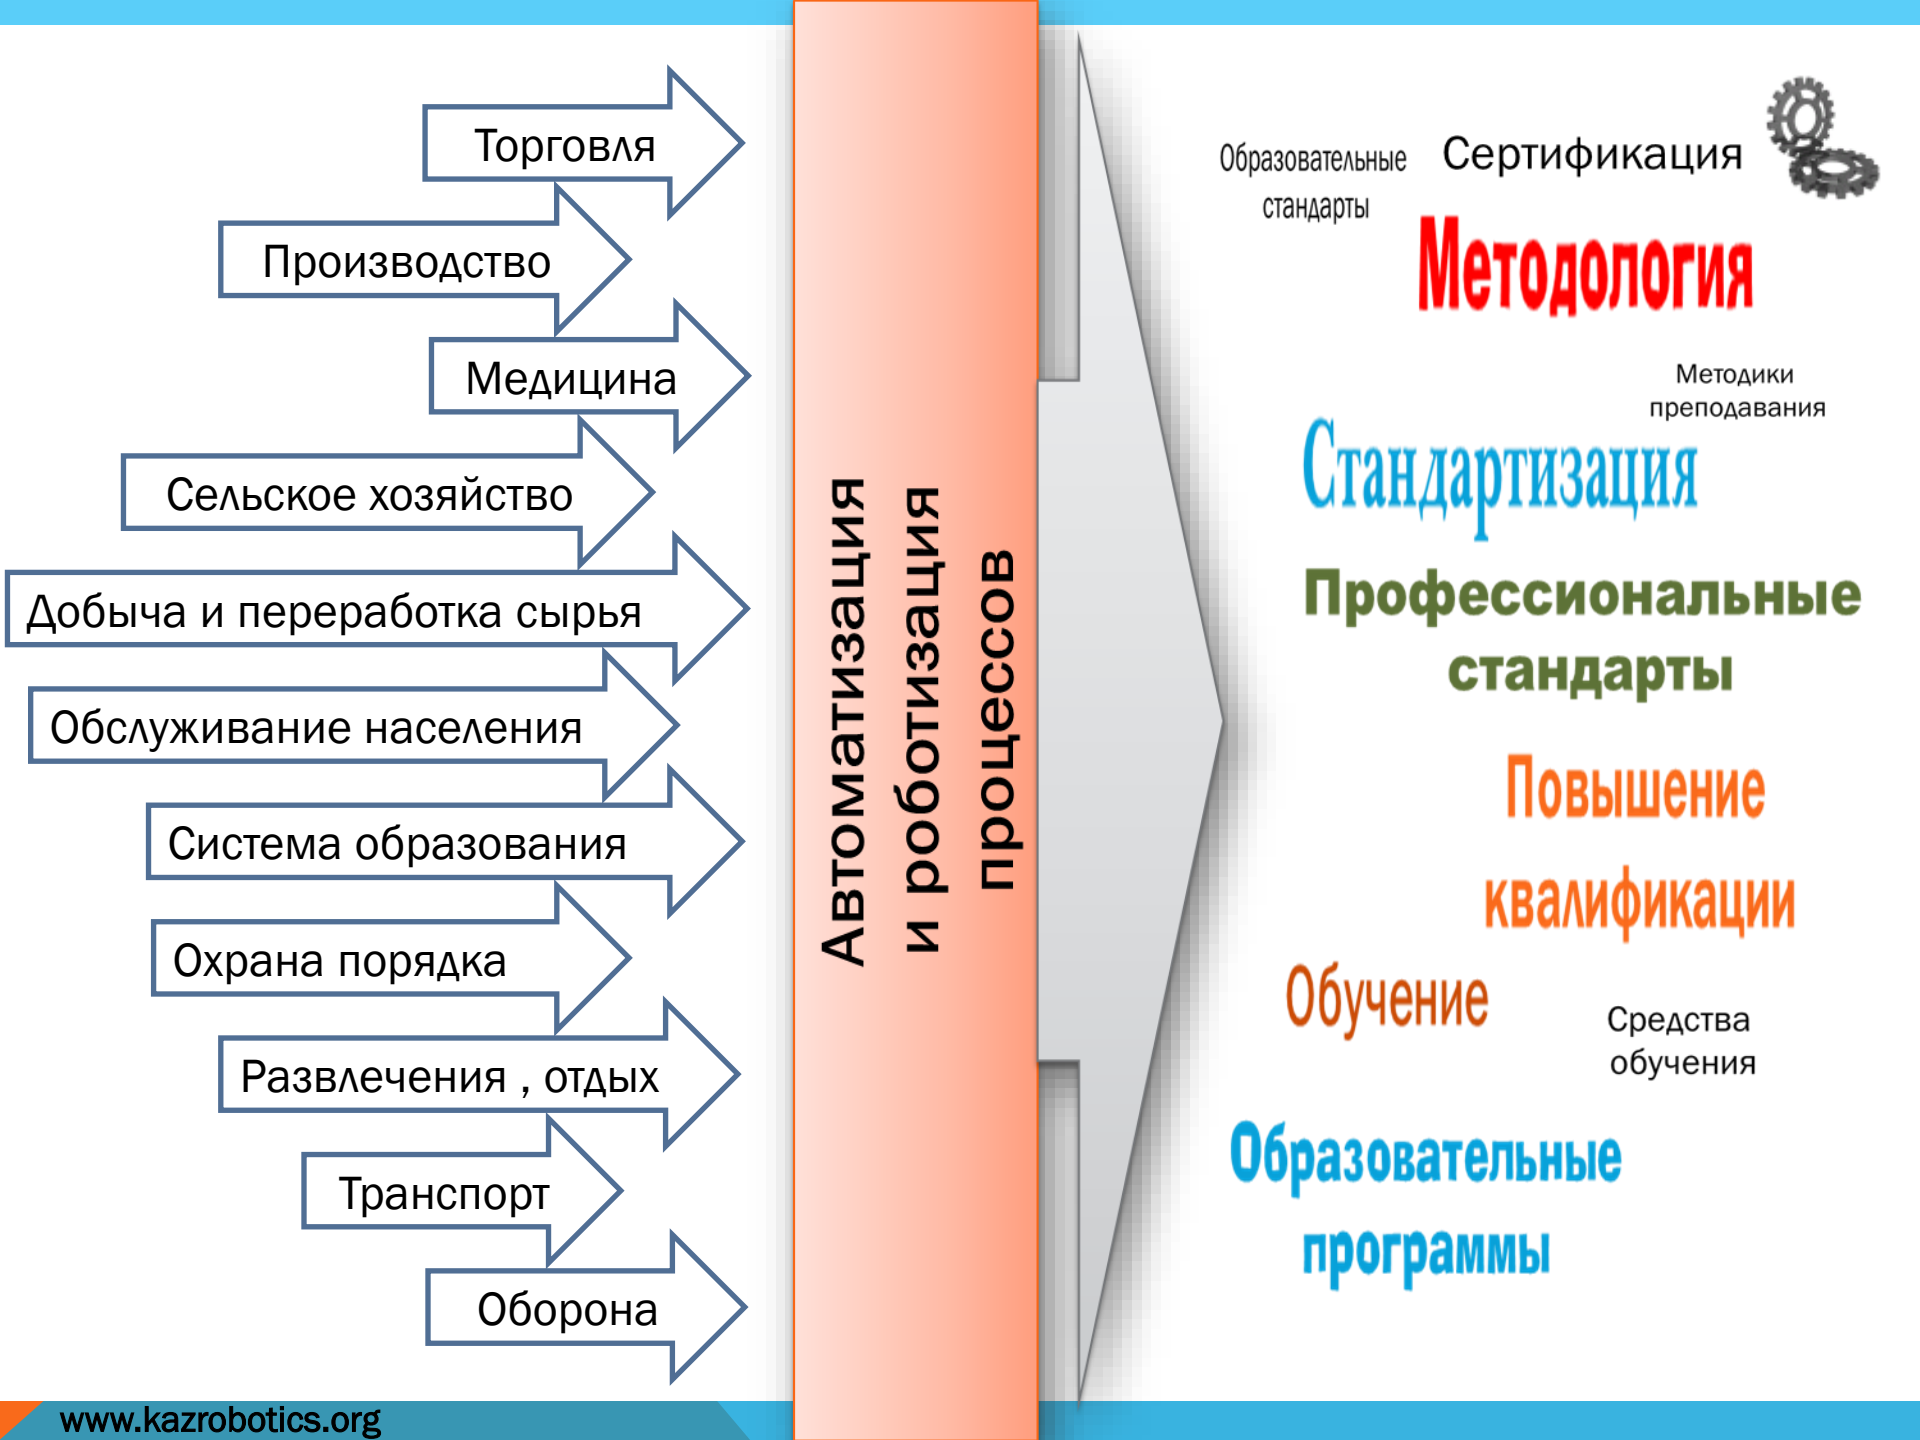 Торговля
Производство
Медицина
Сельское хозяйство
Добыча и переработка сырья
Обслуживание населения
Система образования
Охрана порядка
Развлечения , отдых
Транспорт
Оборона
Автоматизация
и роботизация
процессов
Образовательные
стандарты
Сертификация
Методология
Методики
преподавания
Стандартизация
Профессиональные
стандарты
Повышение
квалификации
Обучение
Средства
обучения
Образовательные
программы
www.kazrobotics.org